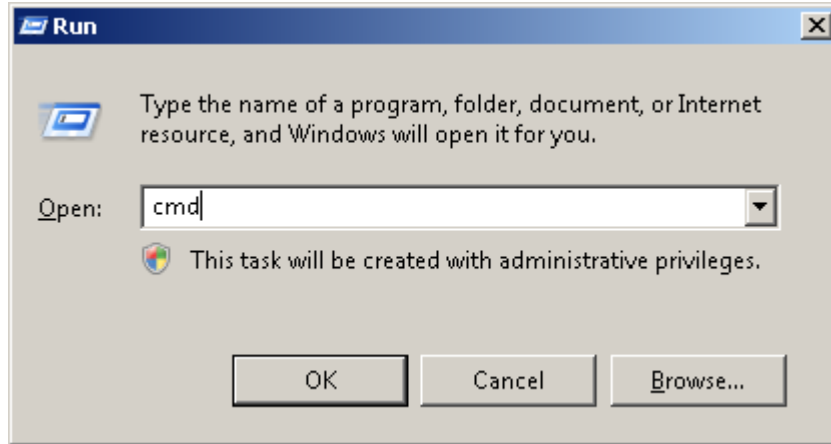 Run
Type the name of a program, folder, document, or Internet
resource, and Windows will open it for you.
Open: cmd
This task will be created with administrative privileges.
OK Cancel Browse...